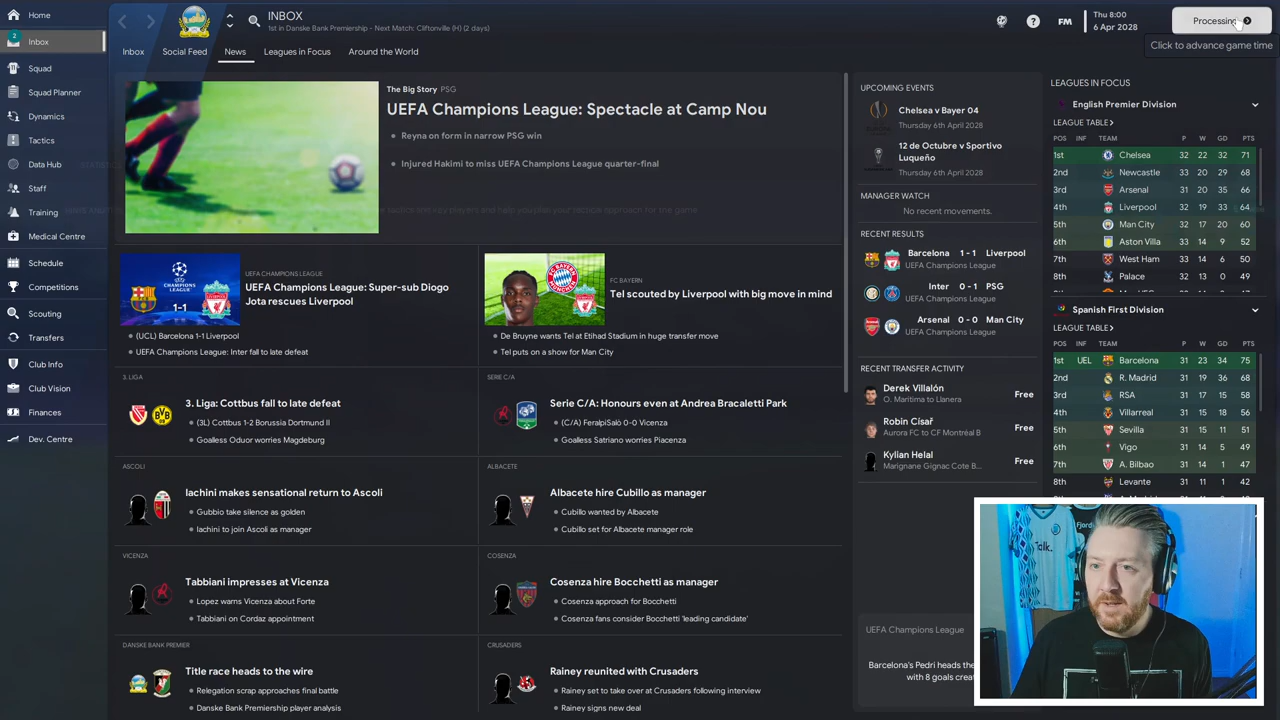 INBOX
1st in Danske Bank Premiership - Next Match: Cliftonville (H) (2 days)
FM
Thu 8:00
6 Apr 2028
Processing
Click to advance game time
2
Home
Inbox
Squad
Squad Planner
Dynamics
Tactics
Data Hub
Staff
Training
Medical Centre
Schedule
Competitions
Scouting
Transfers
Club Info
Club Vision
Finances
Dev. Centre
Inbox
Social Feed
News
Leagues in Focus
Around the World
The Big Story PSG
UEFA Champions League: Spectacle at Camp Nou
Reyna on form in narrow PSG win
Injured Hakimi to miss UEFA Champions League quarter-final
1-1
UEFA CHAMPIONS LEAGUE
UEFA Champions League: Super-sub Diogo
Jota rescues Liverpool
(UCL) Barcelona 1-1 Liverpool
UEFA Champions League: Inter fall to late defeat
FC BAYERN
Tel scouted by Liverpool with big move in mind
De Bruyne wants Tel at Etihad Stadium in huge transfer move
Tel puts on a show for Man City
3. LIGA
3. Liga: Cottbus fall to late defeat
(3L) Cottbus 1-2 Borussia Dortmund II
Goalless Oduor worries Magdeburg
SERIE C/A
Serie C/A: Honours even at Andrea Bracaletti Park
(C/A) FeralpiSalò 0-0 Vicenza
Goalless Satriano worries Piacenza
ASCOLI
Iachini makes sensational return to Ascoli
Gubbio take silence as golden
Iachini to join Ascoli as manager
ALBACETE
Albacete hire Cubillo as manager
Cubillo wanted by Albacete
Cubillo set for Albacete manager role
VICENZA
Tabbiani impresses at Vicenza
Lopez warns Vicenza about Forte
Tabbiani on Cordaz appointment
COSENZA
Cosenza hire Bocchetti as manager
Cosenza approach for Bocchetti
Cosenza fans consider Bocchetti 'leading candidate'
DANSKE BANK PREMIER
Title race heads to the wire
Relegation scrap approaches final battle
Danske Bank Premiership player analysis
CRUSADERS
Rainey reunited with Crusaders
Rainey set to take over at Crusaders following interview
Rainey signs new deal
UPCOMING EVENTS
Chelsea v Bayer 04
Thursday 6th April 2028
12 de Octubre v Sportivo
Luqueño
Thursday 6th April 2028
MANAGER WATCH
No recent movements.
RECENT RESULTS
Barcelona 1 - 1 Liverpool
UEFA Champions League
Inter 0 - 1 PSG
UEFA Champions League
Arsenal 0 - 0 Man City
UEFA Champions League
RECENT TRANSFER ACTIVITY
Derek Villalón
O. Marítima to Llanera
Free
Robin Císař
Aurora FC to CF Montréal B
Free
Kylian Helal
Marignane Gignac Cote B...
Free
UEFA Champions League
Barcelona's Pedri heads the
with 8 goals creat
LEAGUES IN FOCUS
English Premier Division
LEAGUE TABLE
POS INF TEAM P W GD PTS
1st Chelsea 32 22 32 71
2nd Newcastle 33 20 29 68
3rd Arsenal 31 20 35 66
4th Liverpool 32 19 33 64
5th Man City 32 17 20 60
6th Aston Villa 33 14 9 52
7th West Ham 33 14 6 50
8th Palace 32 13 0 49
Spanish First Division
LEAGUE TABLE
POS INF TEAM P W GD PTS
1st UEL Barcelona 31 23 34 75
2nd R. Madrid 31 19 36 68
3rd RSA 31 17 15 58
4th Villarreal 31 15 18 56
5th Sevilla 31 15 11 51
6th Vigo 31 14 5 49
7th A. Bilbao 31 14 1 47
8th Levante 31 11 1 42
Talk.
Fjord